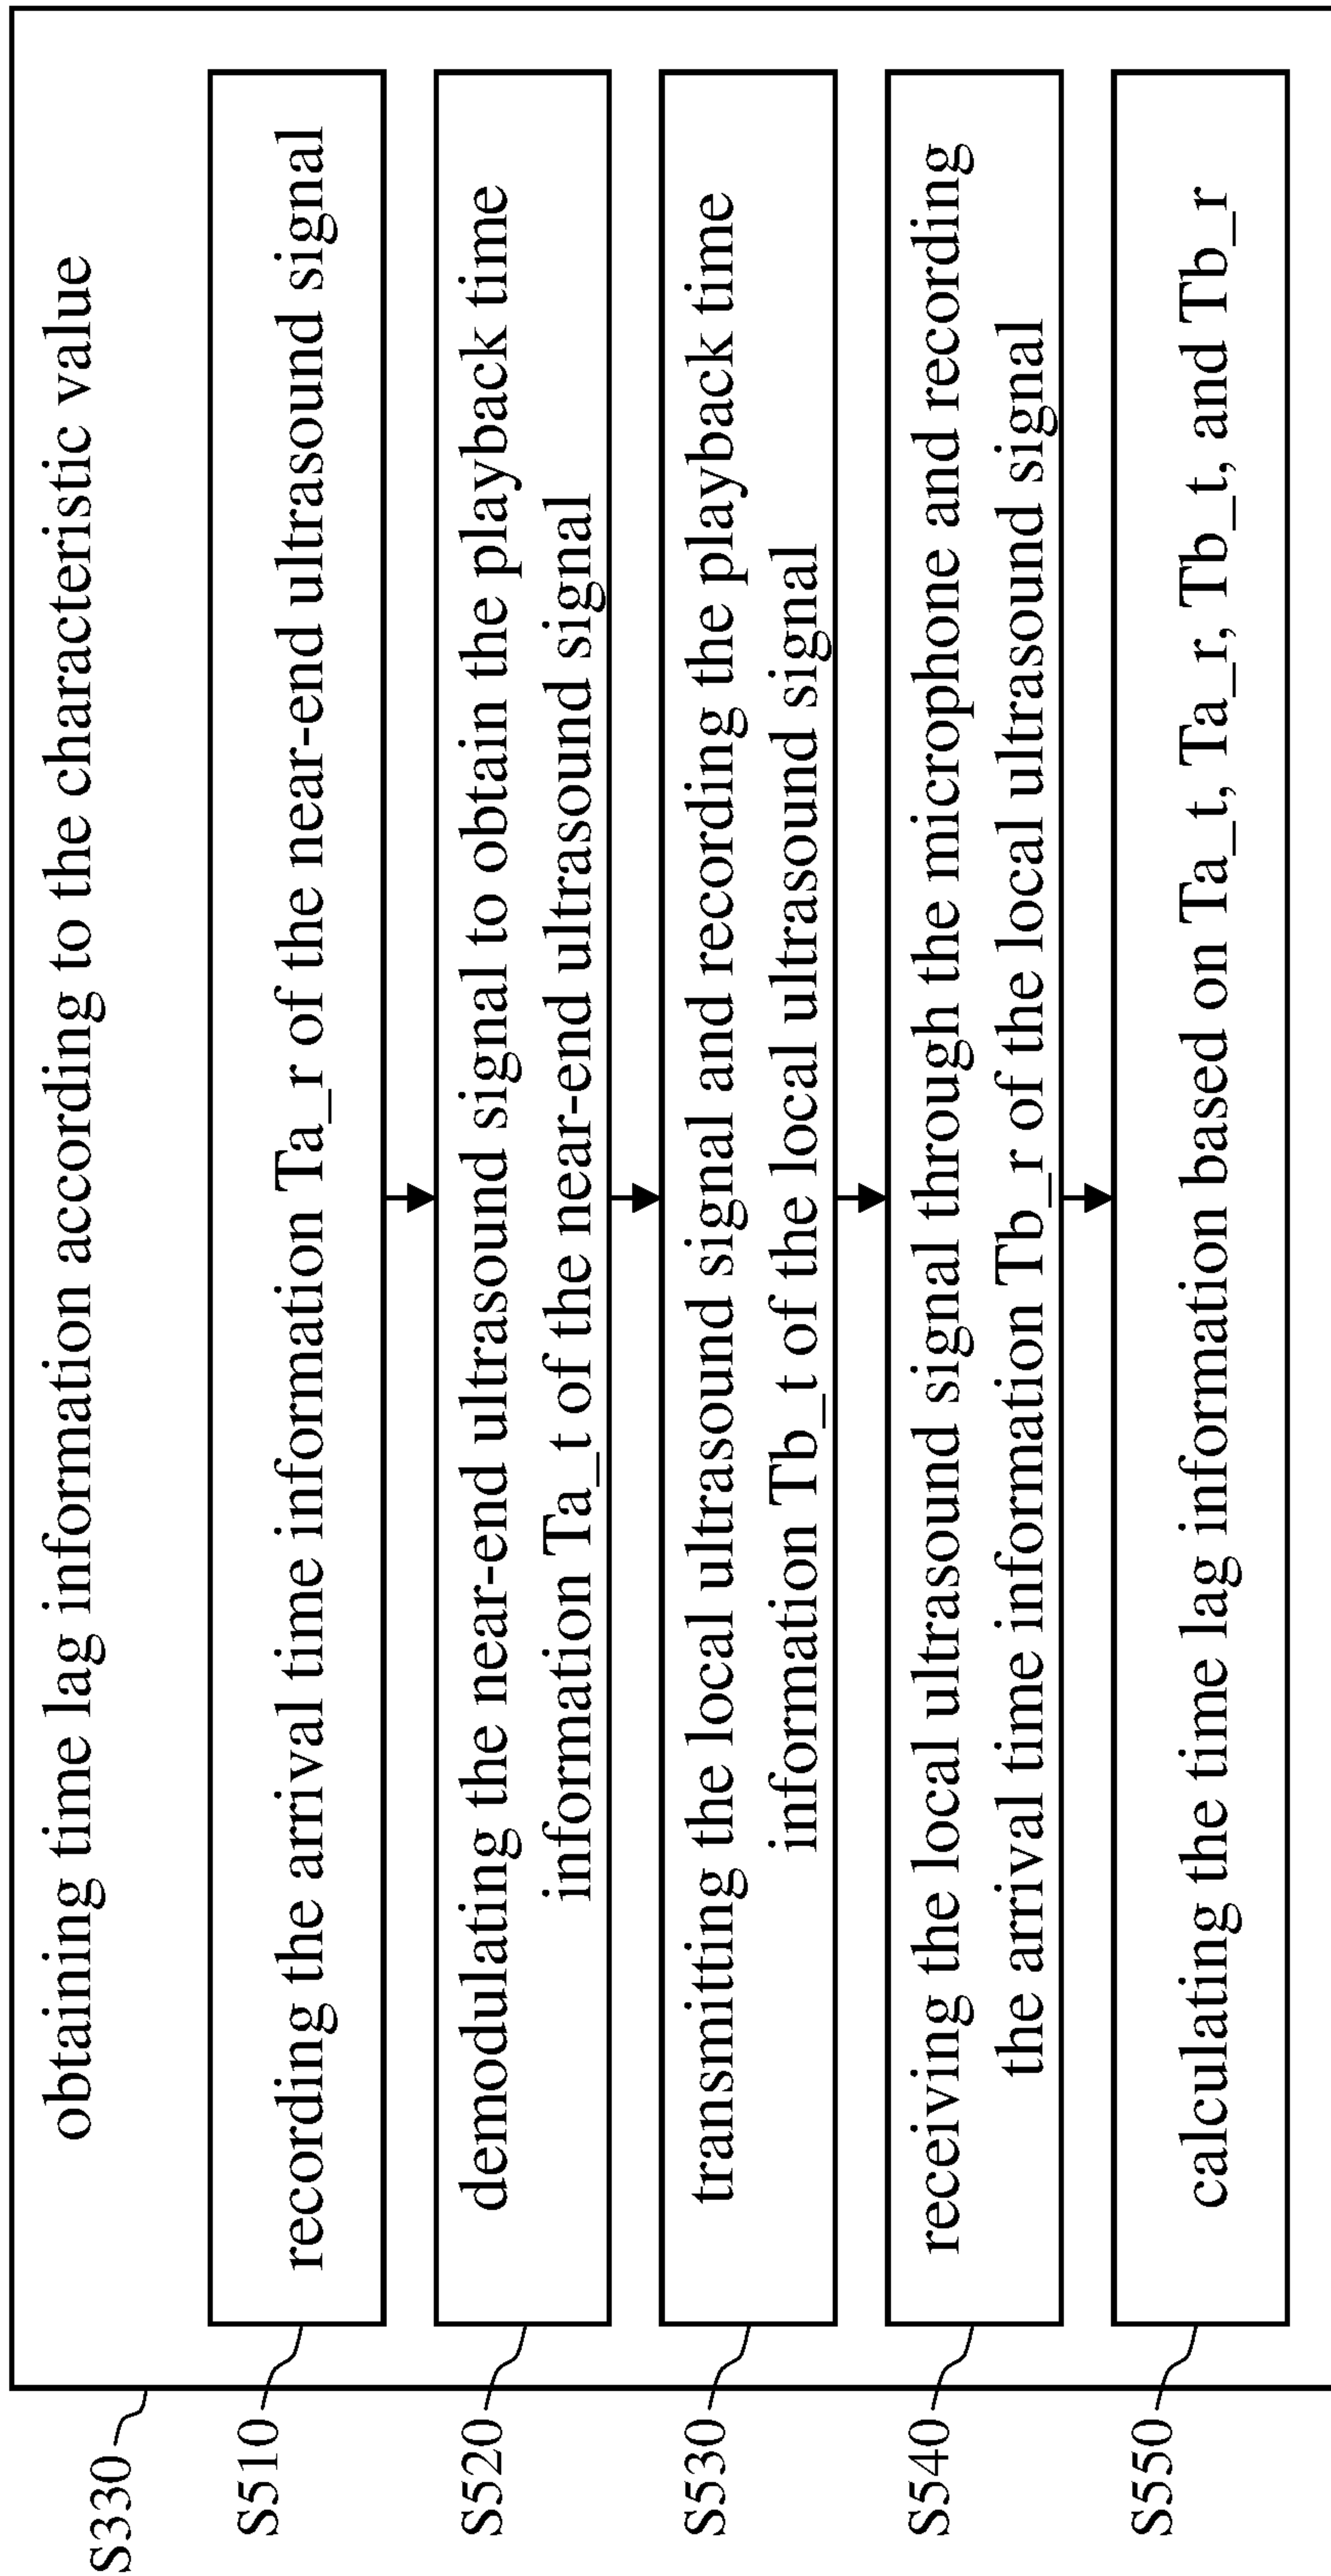 S330
obtaining time lag information according to the characteristic value
S510
recording the arrival time information Ta_r of the near-end ultrasound signal
S520
demodulating the near-end ultrasound signal to obtain the playback time
information Ta_t of the near-end ultrasound signal
S530
transmitting the local ultrasound signal and recording the playback time
information Tb_t of the local ultrasound signal
S540
receiving the local ultrasound signal through the microphone and recording
the arrival time information Tb_r of the local ultrasound signal
S550
calculating the time lag information based on Ta_t, Ta_r, Tb_t, and Tb_r